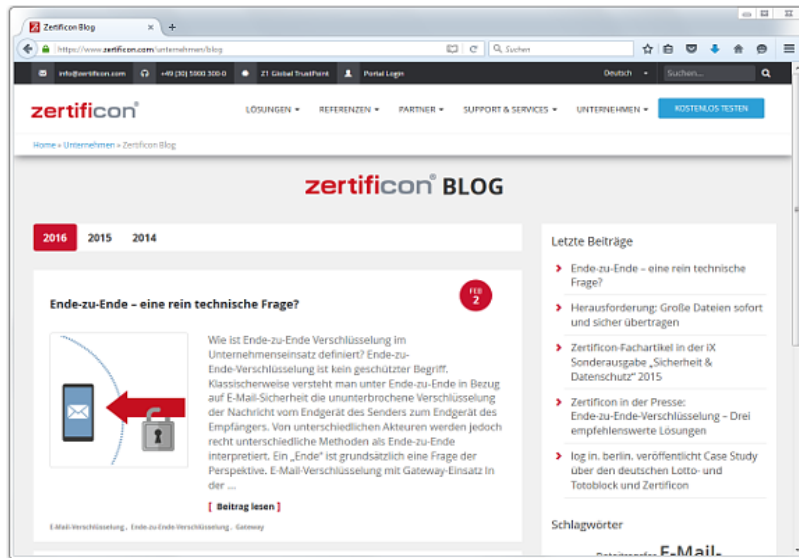 Zertificon Blog
https://www.zertificon.com/unternehmen/blog
Suchen
info@zertificon.com +49 (30) 5900 300-0 Z1 Global TrustPoint Portal Login Deutsch Suchen...
zertificon®
LÖSUNGEN REFERENZEN PARTNER SUPPORT & SERVICES UNTERNEHMEN KOSTENLOS TESTEN
Home » Unternehmen » Zertificon Blog
zertificon® BLOG
2016 2015 2014
FEB
2
Ende-zu-Ende – eine rein technische Frage?
Wie ist Ende-zu-Ende Verschlüsselung im
Unternehmenseinsatz definiert? Ende-zu-
Ende-Verschlüsselung ist kein geschützter Begriff.
Klassischerweise versteht man unter Ende-zu-Ende in Bezug
auf E-Mail-Sicherheit die ununterbrochene Verschlüsselung
der Nachricht vom Endgerät des Senders zum Endgerät des
Empfängers. Von unterschiedlichen Akteuren werden jedoch
recht unterschiedliche Methoden als Ende-zu-Ende
interpretiert. Ein „Ende" ist grundsätzlich eine Frage der
Perspektive. E-Mail-Verschlüsselung mit Gateway-Einsatz In
der ...
[ Beitrag lesen ]
E-Mail-Verschlüsselung, Ende-zu-Ende-Verschlüsselung, Gateway
Letzte Beiträge
Ende-zu-Ende – eine rein technische
Frage?
Herausforderung: Große Dateien sofort
und sicher übertragen
Zertificon-Fachartikel in der iX
Sonderausgabe „Sicherheit &
Datenschutz" 2015
Zertificon in der Presse:
Ende-zu-Ende-Verschlüsselung – Drei
empfehlenswerte Lösungen
log in. berlin. veröffentlicht Case Study
über den deutschen Lotto- und
Totoblock und Zertificon
Schlagwörter
E-Mail-